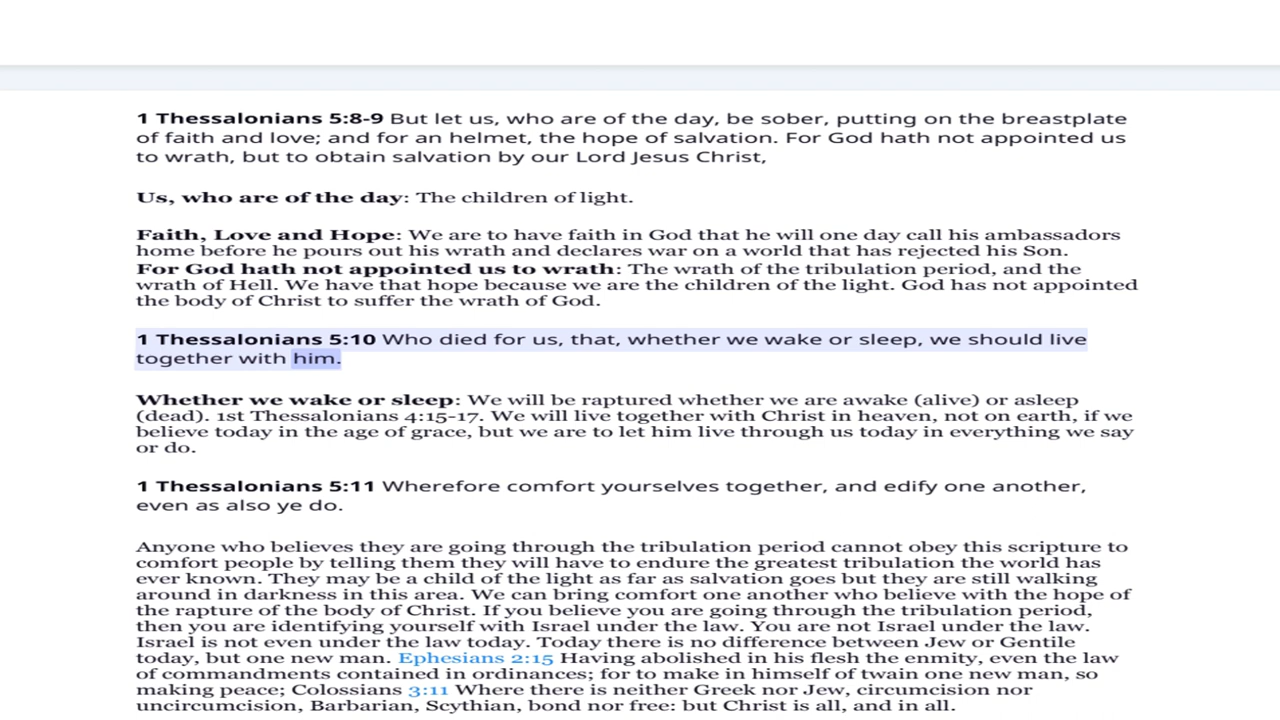 1 Thessalonians 5:8-9 But let us, who are of the day, be sober, putting on the breastplate
of faith and love; and for an helmet, the hope of salvation. For God hath not appointed us
to wrath, but to obtain salvation by our Lord Jesus Christ,
Us, who are of the day: The children of light.
Faith, Love and Hope: We are to have faith in God that he will one day call his ambassadors
home before he pours out his wrath and declares war on a world that has rejected his Son.
For God hath not appointed us to wrath: The wrath of the tribulation period, and the
wrath of Hell. We have that hope because we are the children of the light. God has not appointed
the body of Christ to suffer the wrath of God.
1 Thessalonians 5:10 Who died for us, that, whether we wake or sleep, we should live
together with him.
Whether we wake or sleep: We will be raptured whether we are awake (alive) or asleep
(dead). 1st Thessalonians 4:15-17. We will live together with Christ in heaven, not on earth, if we
believe today in the age of grace, but we are to let him live through us today in everything we say
or do.
1 Thessalonians 5:11 Wherefore comfort yourselves together, and edify one another,
even as also ye do.
Anyone who believes they are going through the tribulation period cannot obey this scripture to
comfort people by telling them they will have to endure the greatest tribulation the world has
ever known. They may be a child of the light as far as salvation goes but they are still walking
around in darkness in this area. We can bring comfort one another who believe with the hope of
the rapture of the body of Christ. If you believe you are going through the tribulation period,
then you are identifying yourself with Israel under the law. You are not Israel under the law.
Israel is not even under the law today. Today there is no difference between Jew or Gentile
today, but one new man. Ephesians 2:15 Having abolished in his flesh the enmity, even the law
of commandments contained in ordinances; for to make in himself of twain one new man, so
making peace; Colossians 3:11 Where there is neither Greek nor Jew, circumcision nor
uncircumcision, Barbarian, Scythian, bond nor free: but Christ is all, and in all.